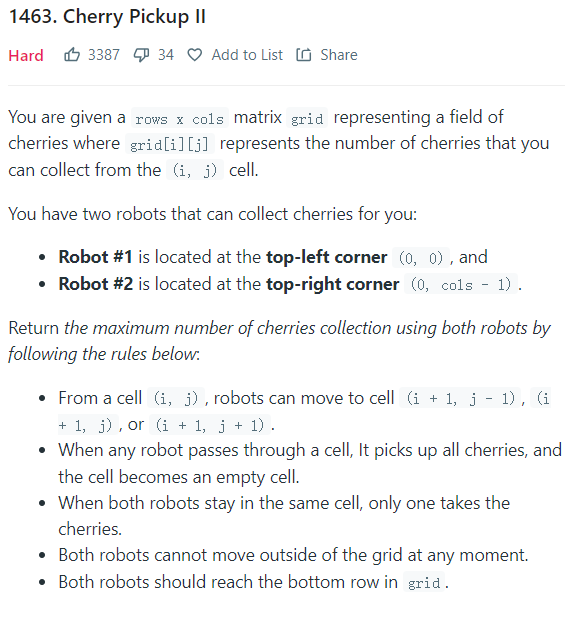 1463. Cherry Pickup II
Hard 3387 34 Add to List Share
You are given a rows x cols matrix grid representing a field of
cherries where grid[i][j] represents the number of cherries that you
can collect from the (i, j) cell.
You have two robots that can collect cherries for you:
• Robot #1 is located at the top-left corner (0, 0) , and
• Robot #2 is located at the top-right corner (0, cols - 1) .
Return the maximum number of cherries collection using both robots by
following the rules below:
• From a cell (i, j) , robots can move to cell (i + 1, j - 1) , (i
+ 1, j) , or (i + 1, j + 1) .
• When any robot passes through a cell, It picks up all cherries, and
the cell becomes an empty cell.
• When both robots stay in the same cell, only one takes the
cherries.
• Both robots cannot move outside of the grid at any moment.
• Both robots should reach the bottom row in grid .